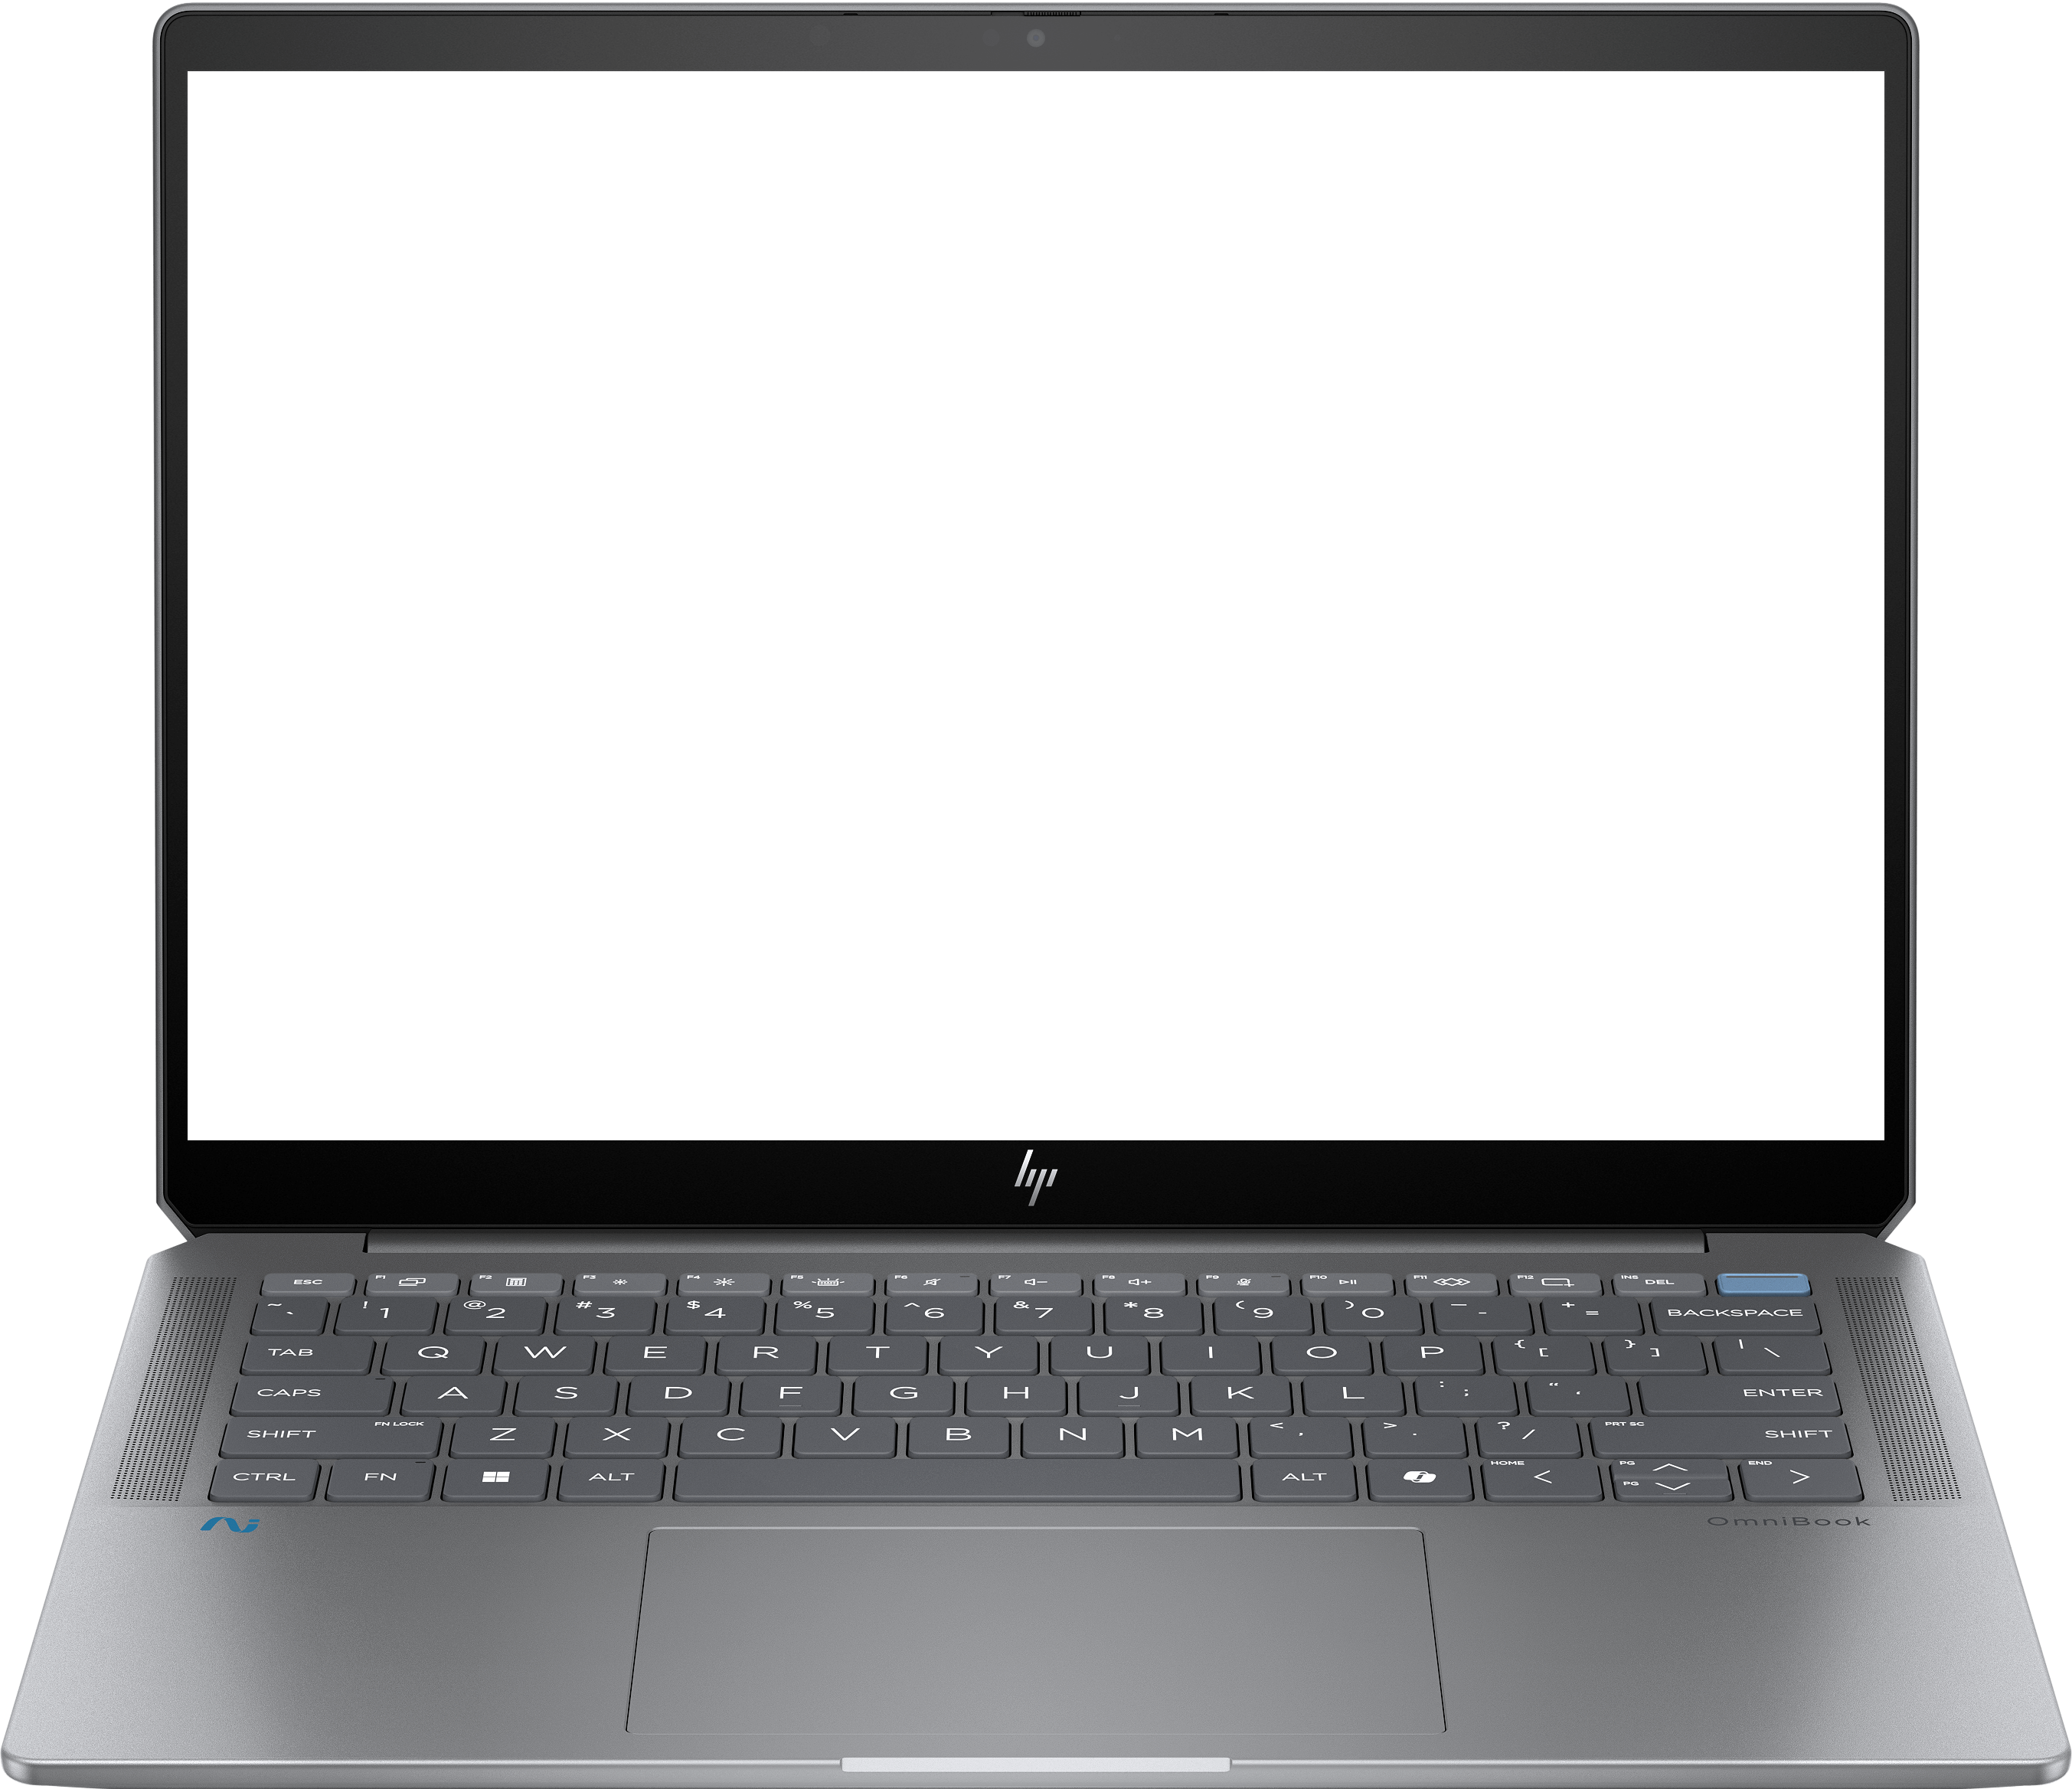 hp
ESC F1 F2 F3 F4 F5 F6 F7 F8 F9 F10 F11 F12 INS DEL
~ ` ! 1 @ 2 # 3 $ 4 % 5 ^ 6 & 7 * 8 ( 9 ) 0 — - + = BACKSPACE
TAB Q W E R T Y U I O P { [ } ] | \
CAPS A S D F G H J K L : ; “ ‘ ENTER
SHIFT FN LOCK Z X C V B N M < , > . ? / PRT SC SHIFT
CTRL FN ALT ALT HOME < PG PG END >
OmniBook